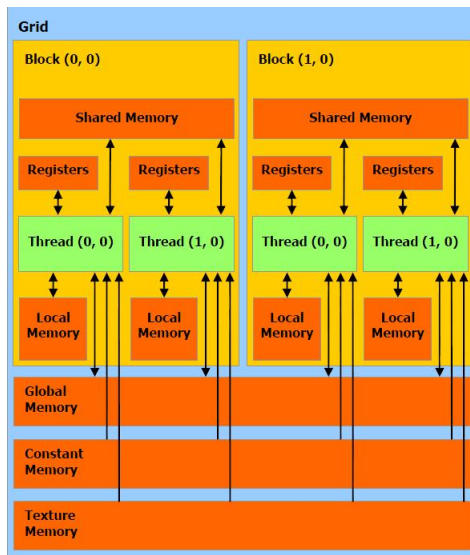 Grid
Block (0, 0)
Shared Memory
Registers
Registers
Thread (0, 0)
Thread (1, 0)
Local
Memory
Local
Memory
Block (1, 0)
Shared Memory
Registers
Registers
Thread (0, 0)
Thread (1, 0)
Local
Memory
Local
Memory
Global
Memory
Constant
Memory
Texture
Memory